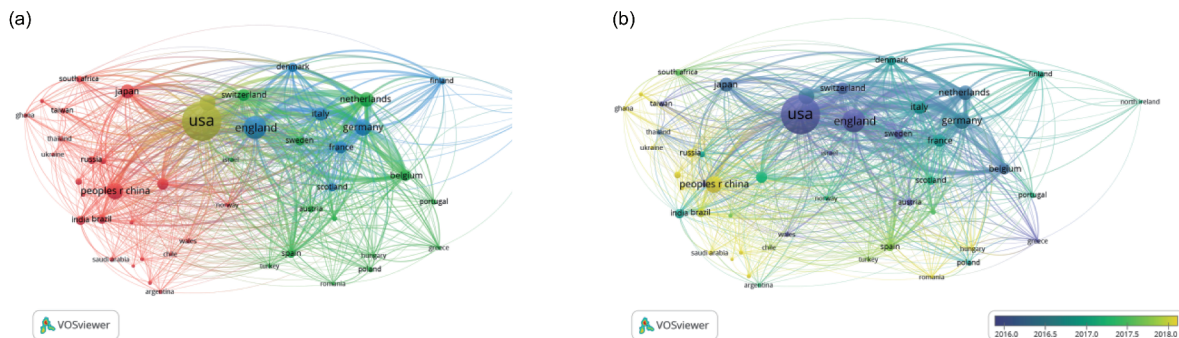 (a)
denmark
south africa
finland
japan
switzerland
netherlands
taiwan
ghana
usa
italy
england
germany
thailand
sweden
france
ukraine
russia
israel
belgium
peoples r china
scotland
norway
portugal
austria
india brazil
wales
greece
chile
spain
hungary
saudi arabia
turkey
poland
romania
argentina
VOSviewer
(b)
denmark
south africa
finland
japan
switzerland
netherlands
north ireland
taiwan
ghana
usa
italy
england
germany
thailand
sweden
france
ukraine
russia
israel
belgium
peoples r china
scotland
norway
portugal
austria
india brazil
wales
greece
chile
spain
hungary
saudi arabia
turkey
poland
romania
argentina
VOSviewer
2016.0 2016.5 2017.0 2017.5 2018.0